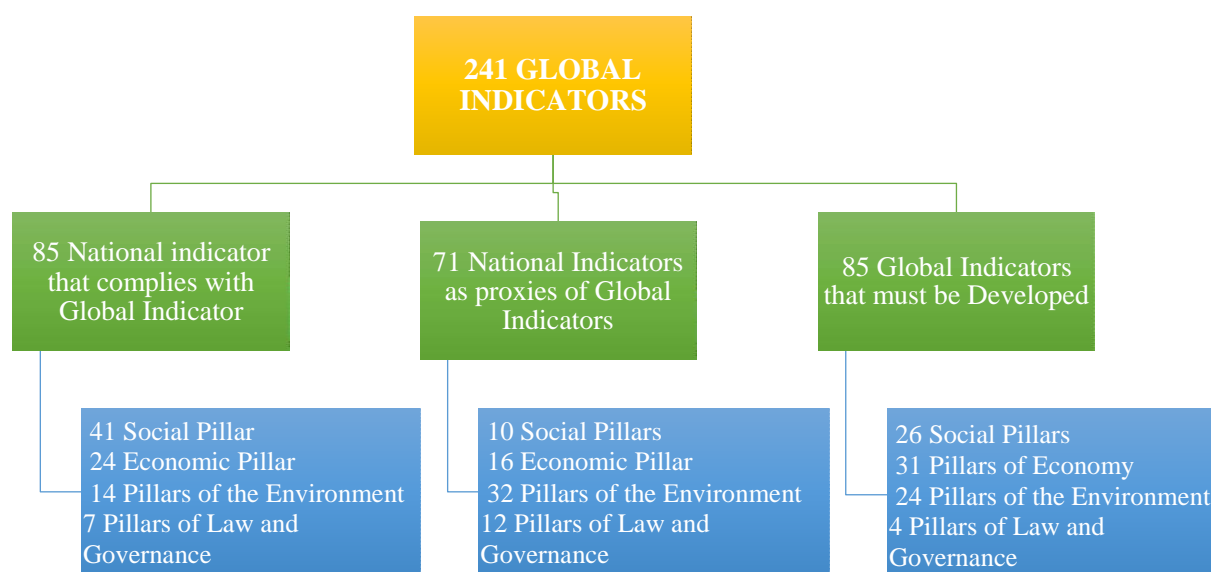 241 GLOBAL
INDICATORS
85 National indicator
that complies with
Global Indicator
71 National Indicators
as proxies of Global
Indicators
85 Global Indicators
that must be Developed
41 Social Pillar
24 Economic Pillar
14 Pillars of the Environment
7 Pillars of Law and
Governance
10 Social Pillars
16 Economic Pillar
32 Pillars of the Environment
12 Pillars of Law and
Governance
26 Social Pillars
31 Pillars of Economy
24 Pillars of the Environment
4 Pillars of Law and
Governance